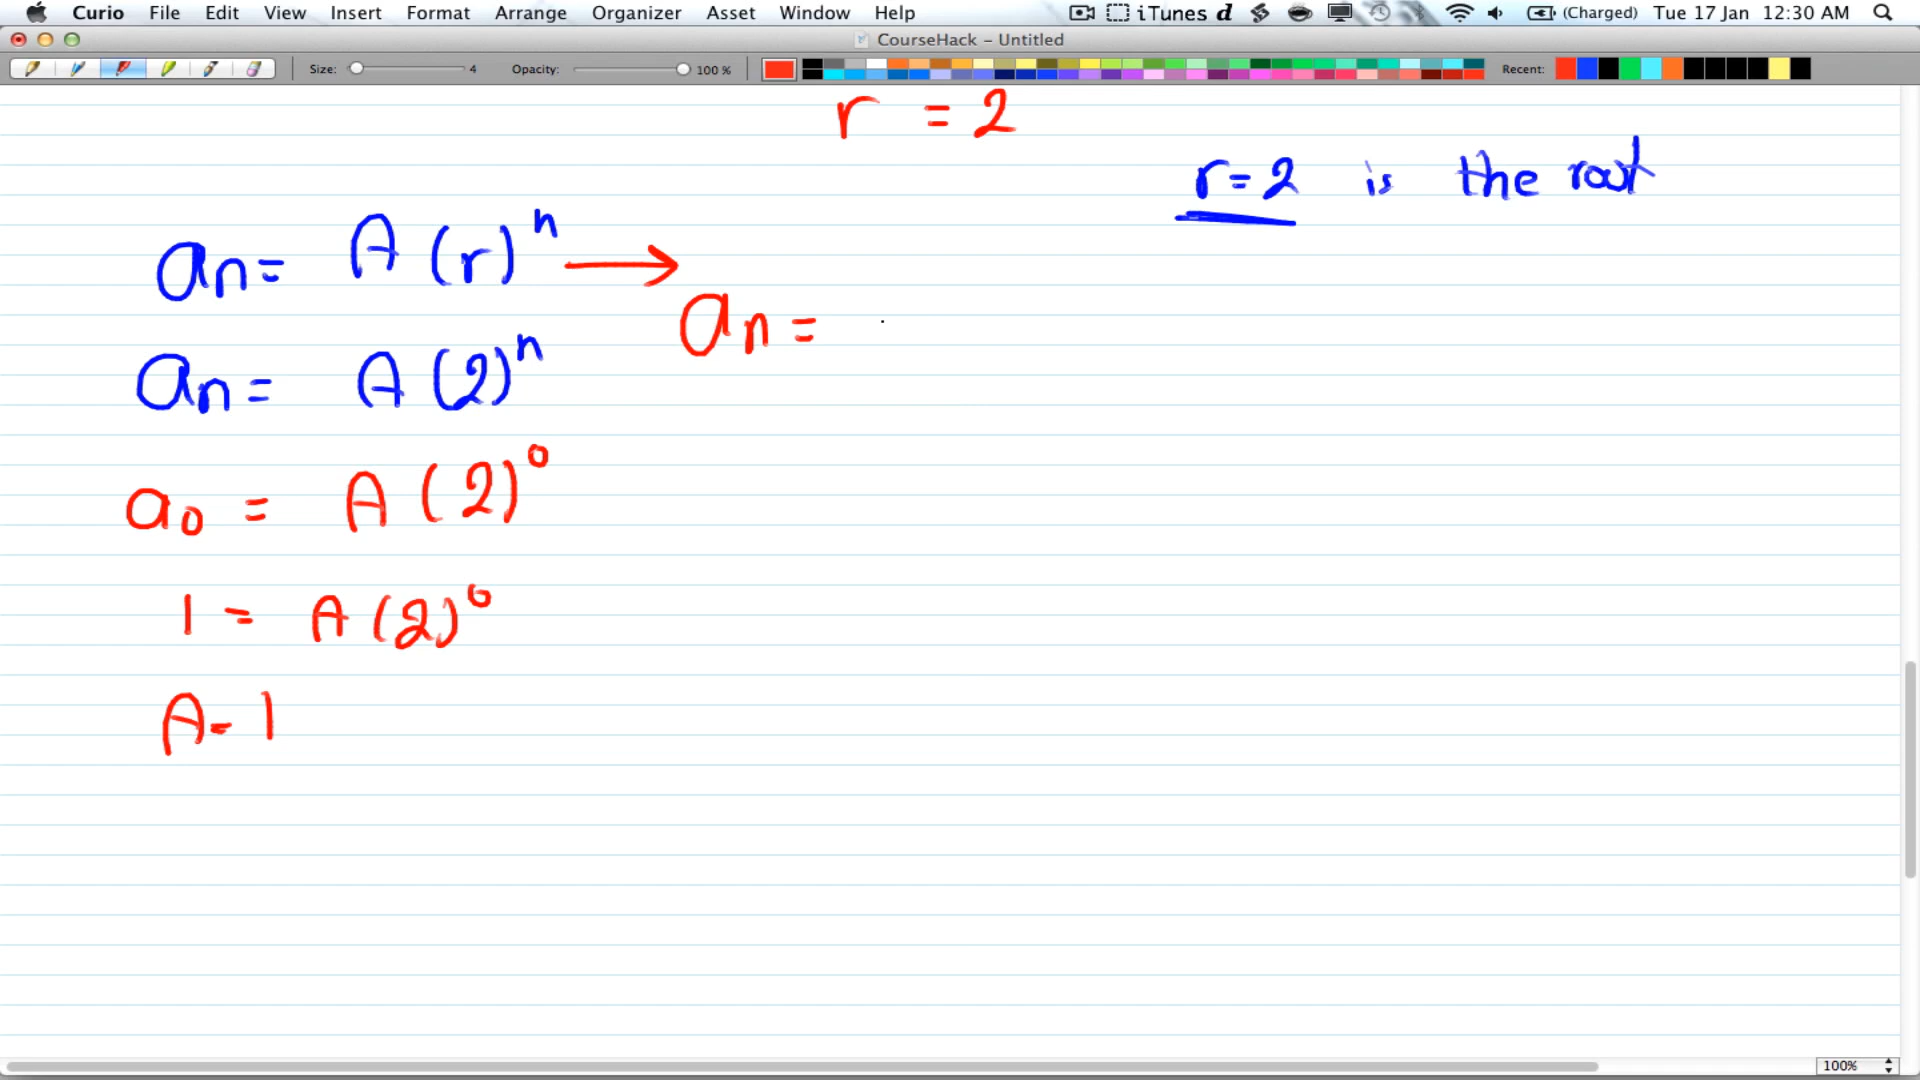 Curio File Edit View Insert Format Arrange Organizer Asset Window Help iTunes d (Charged) Tue 17 Jan 12:30 AM
CourseHack – Untitled
Size: 4 Opacity: 100 % Recent:
r = 2
r = 2 is the root
an = A (r)^n →
an =
an = A (2)^n
a0 = A (2)^0
1 = A (2)^0
A = 1
100%